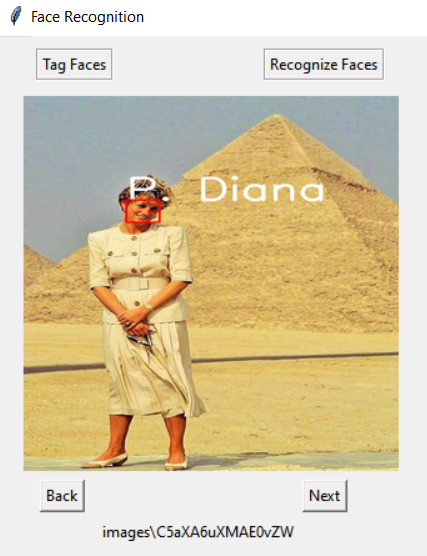 Face Recognition
Tag Faces
Recognize Faces
P. Diana
Back
Next
images\C5aXA6uXMAE0vZW